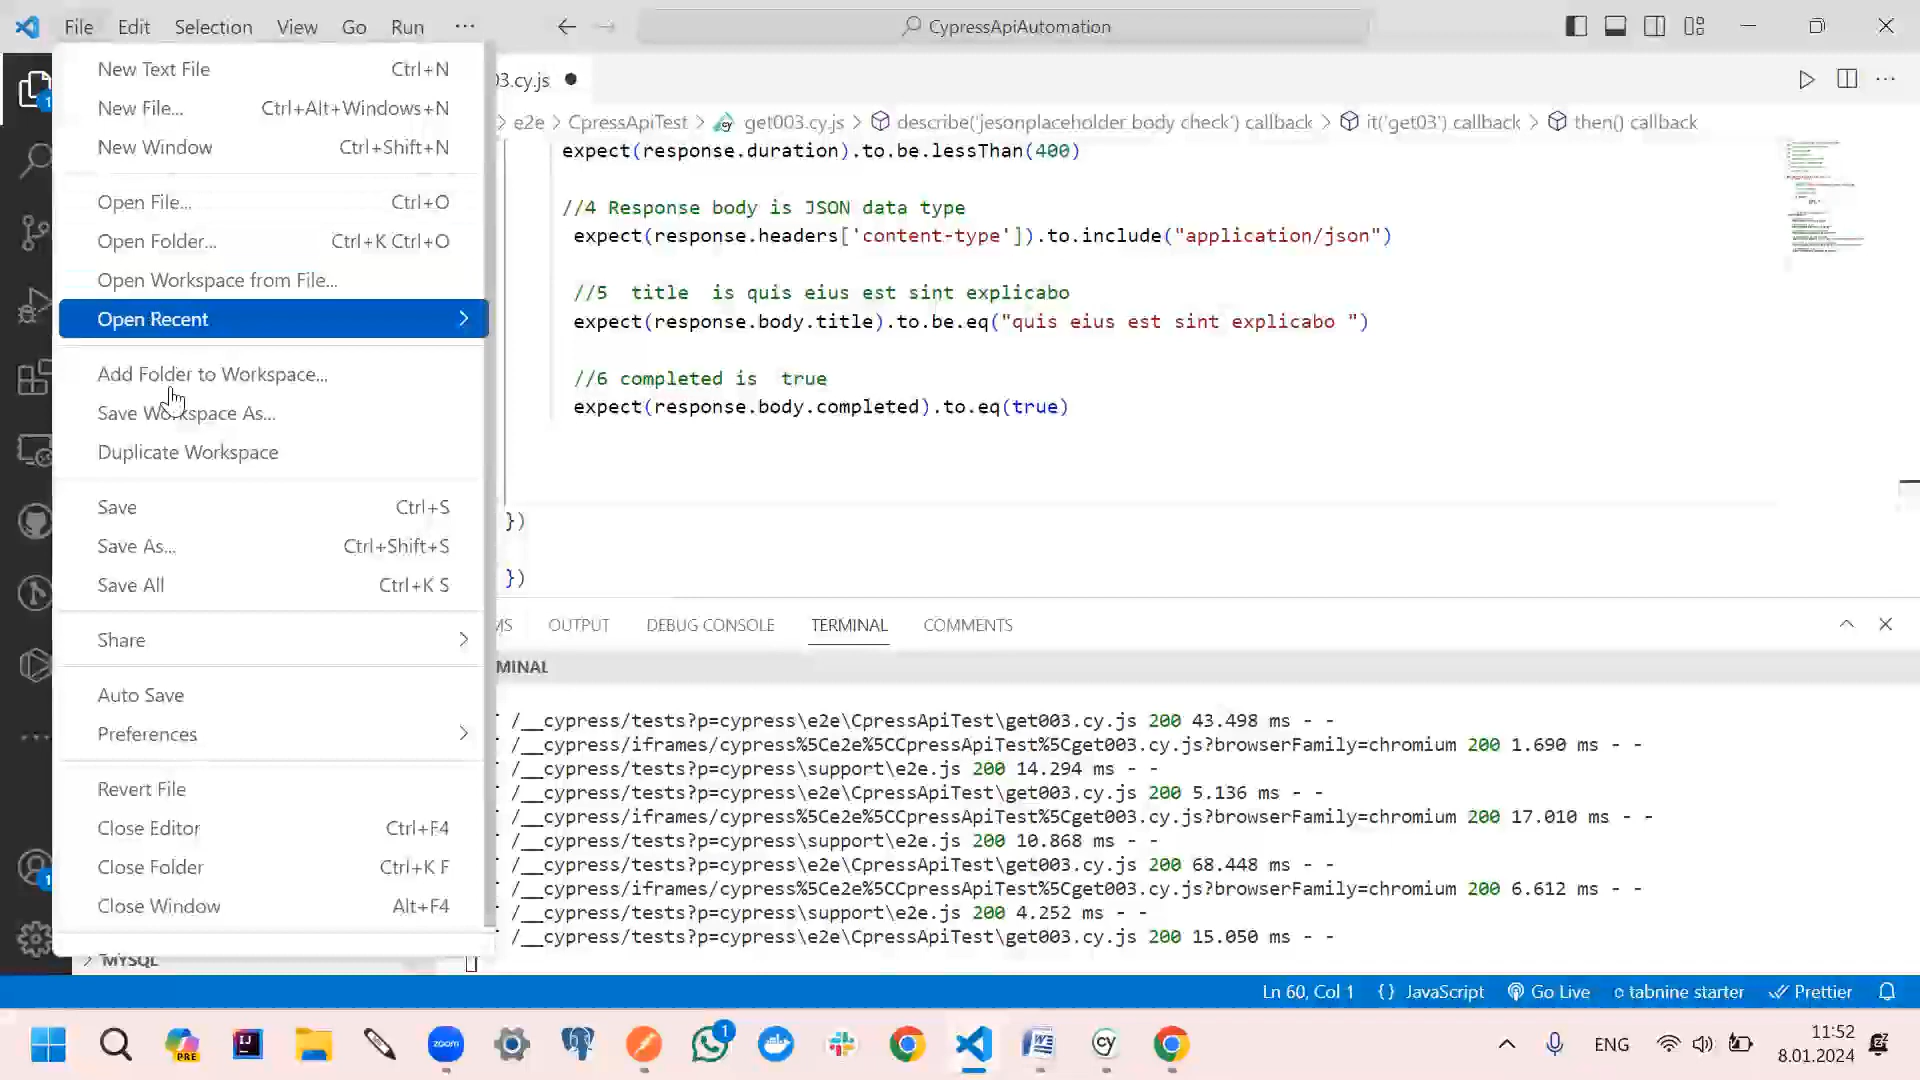 File Edit Selection View Go Run ···
CypressApiAutomation
New Text File Ctrl+N
New File... Ctrl+Alt+Windows+N
New Window Ctrl+Shift+N
Open File... Ctrl+O
Open Folder... Ctrl+K Ctrl+O
Open Workspace from File...
Open Recent
Add Folder to Workspace...
Save Workspace As...
Duplicate Workspace
Save Ctrl+S
Save As... Ctrl+Shift+S
Save All Ctrl+K S
Share
Auto Save
Preferences
Revert File
Close Editor Ctrl+F4
Close Folder Ctrl+K F
Close Window Alt+F4
MYSQL
03.cy.js
> e2e > CpressApiTest > get003.cy.js > describe('jesonplaceholder body check') callback > it('get03') callback > then() callback
expect(response.duration).to.be.lessThan(400)
//4 Response body is JSON data type
expect(response.headers['content-type']).to.include("application/json")
//5 title is quis eius est sint explicabo
expect(response.body.title).to.be.eq("quis eius est sint explicabo ")
//6 completed is true
expect(response.body.completed).to.eq(true)
})
})
MS OUTPUT DEBUG CONSOLE TERMINAL COMMENTS
MINAL
/__cypress/tests?p=cypress\e2e\CpressApiTest\get003.cy.js 200 43.498 ms - -
/__cypress/iframes/cypress%5Ce2e%5CCpressApiTest%5Cget003.cy.js?browserFamily=chromium 200 1.690 ms - -
/__cypress/tests?p=cypress\support\e2e.js 200 14.294 ms - -
/__cypress/tests?p=cypress\e2e\CpressApiTest\get003.cy.js 200 5.136 ms - -
/__cypress/iframes/cypress%5Ce2e%5CCpressApiTest%5Cget003.cy.js?browserFamily=chromium 200 17.010 ms - -
/__cypress/tests?p=cypress\support\e2e.js 200 10.868 ms - -
/__cypress/tests?p=cypress\e2e\CpressApiTest\get003.cy.js 200 68.448 ms - -
/__cypress/iframes/cypress%5Ce2e%5CCpressApiTest%5Cget003.cy.js?browserFamily=chromium 200 6.612 ms - -
/__cypress/tests?p=cypress\support\e2e.js 200 4.252 ms - -
/__cypress/tests?p=cypress\e2e\CpressApiTest\get003.cy.js 200 15.050 ms - -
Ln 60, Col 1 {} JavaScript Go Live tabnine starter Prettier
PRE IJ zoom 1 W cy ENG 11:52
8.01.2024